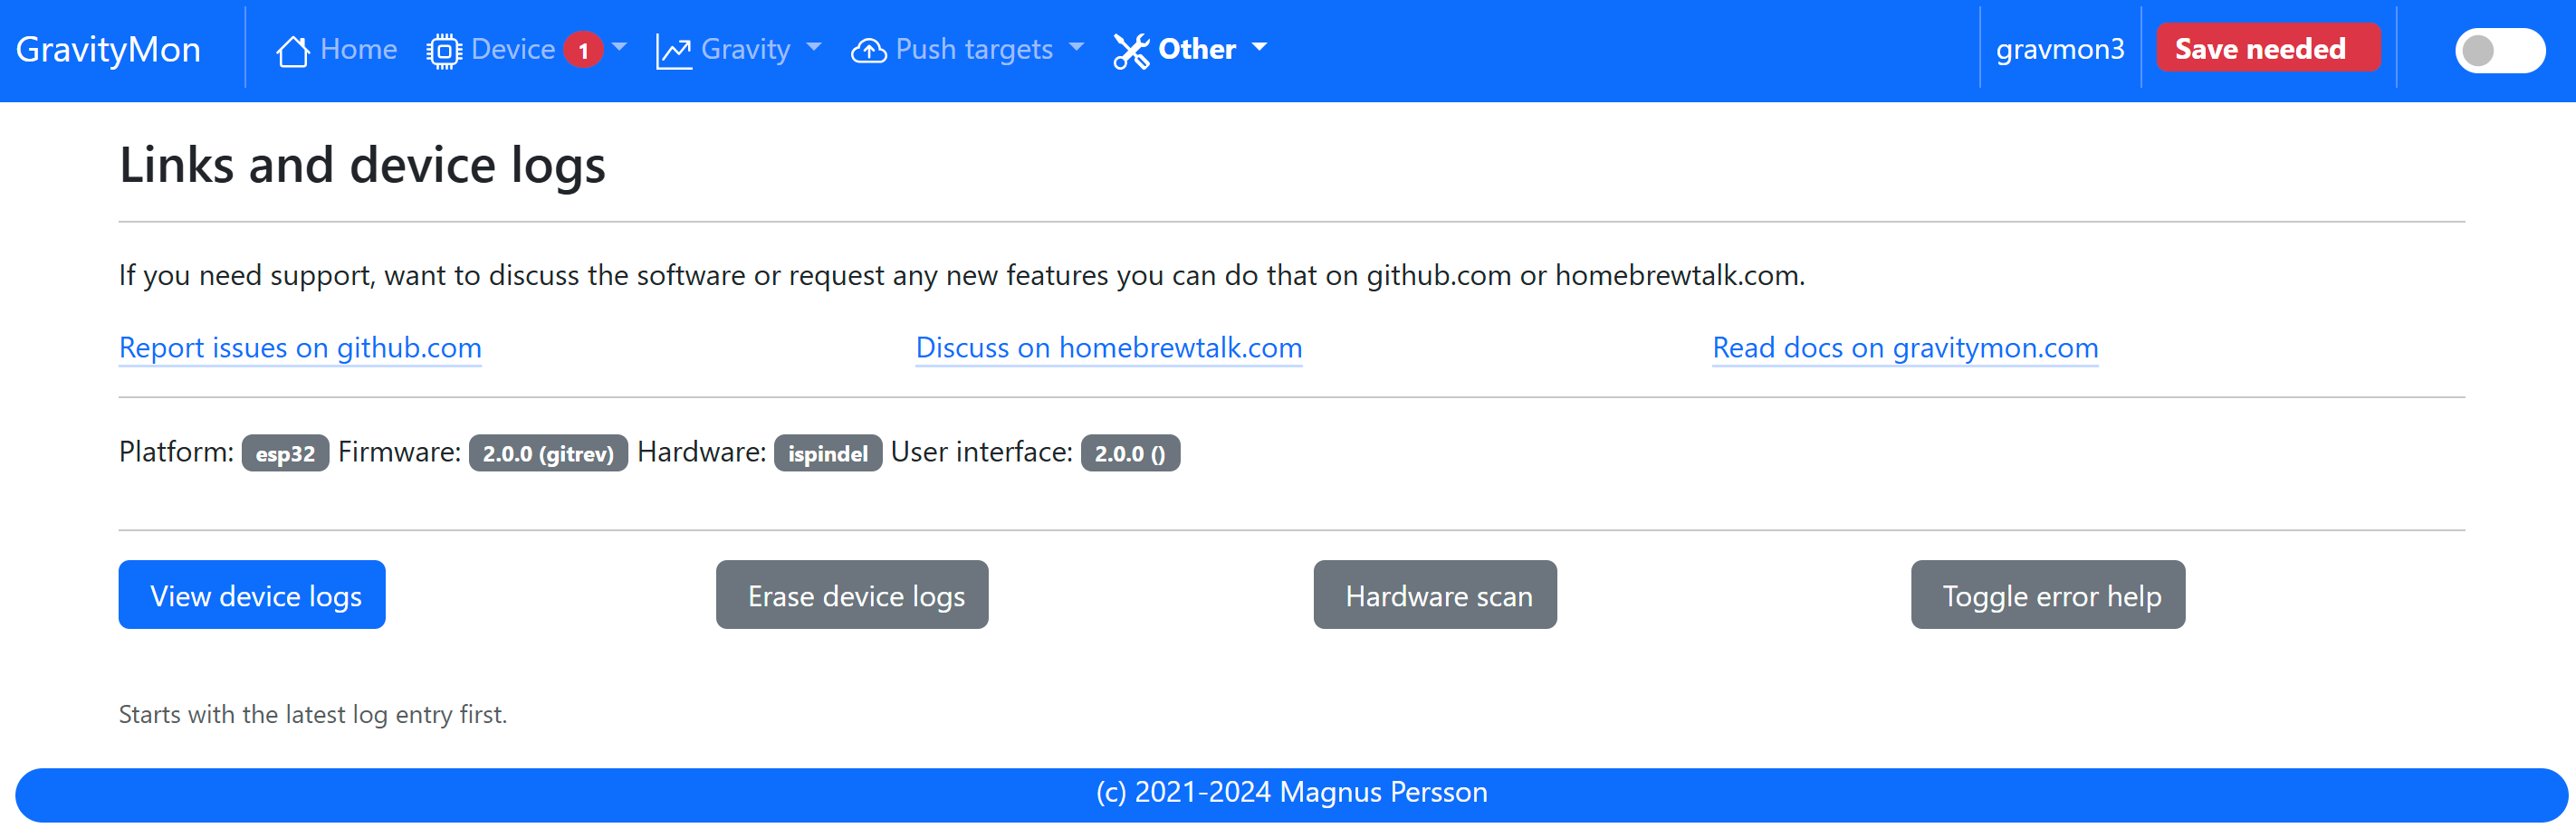 GravityMon Home Device 1 Gravity Push targets Other gravmon3 Save needed
Links and device logs
If you need support, want to discuss the software or request any new features you can do that on github.com or homebrewtalk.com.
Report issues on github.com Discuss on homebrewtalk.com Read docs on gravitymon.com
Platform: esp32 Firmware: 2.0.0 (gitrev) Hardware: ispindel User interface: 2.0.0 ()
View device logs Erase device logs Hardware scan Toggle error help
Starts with the latest log entry first.
(c) 2021-2024 Magnus Persson